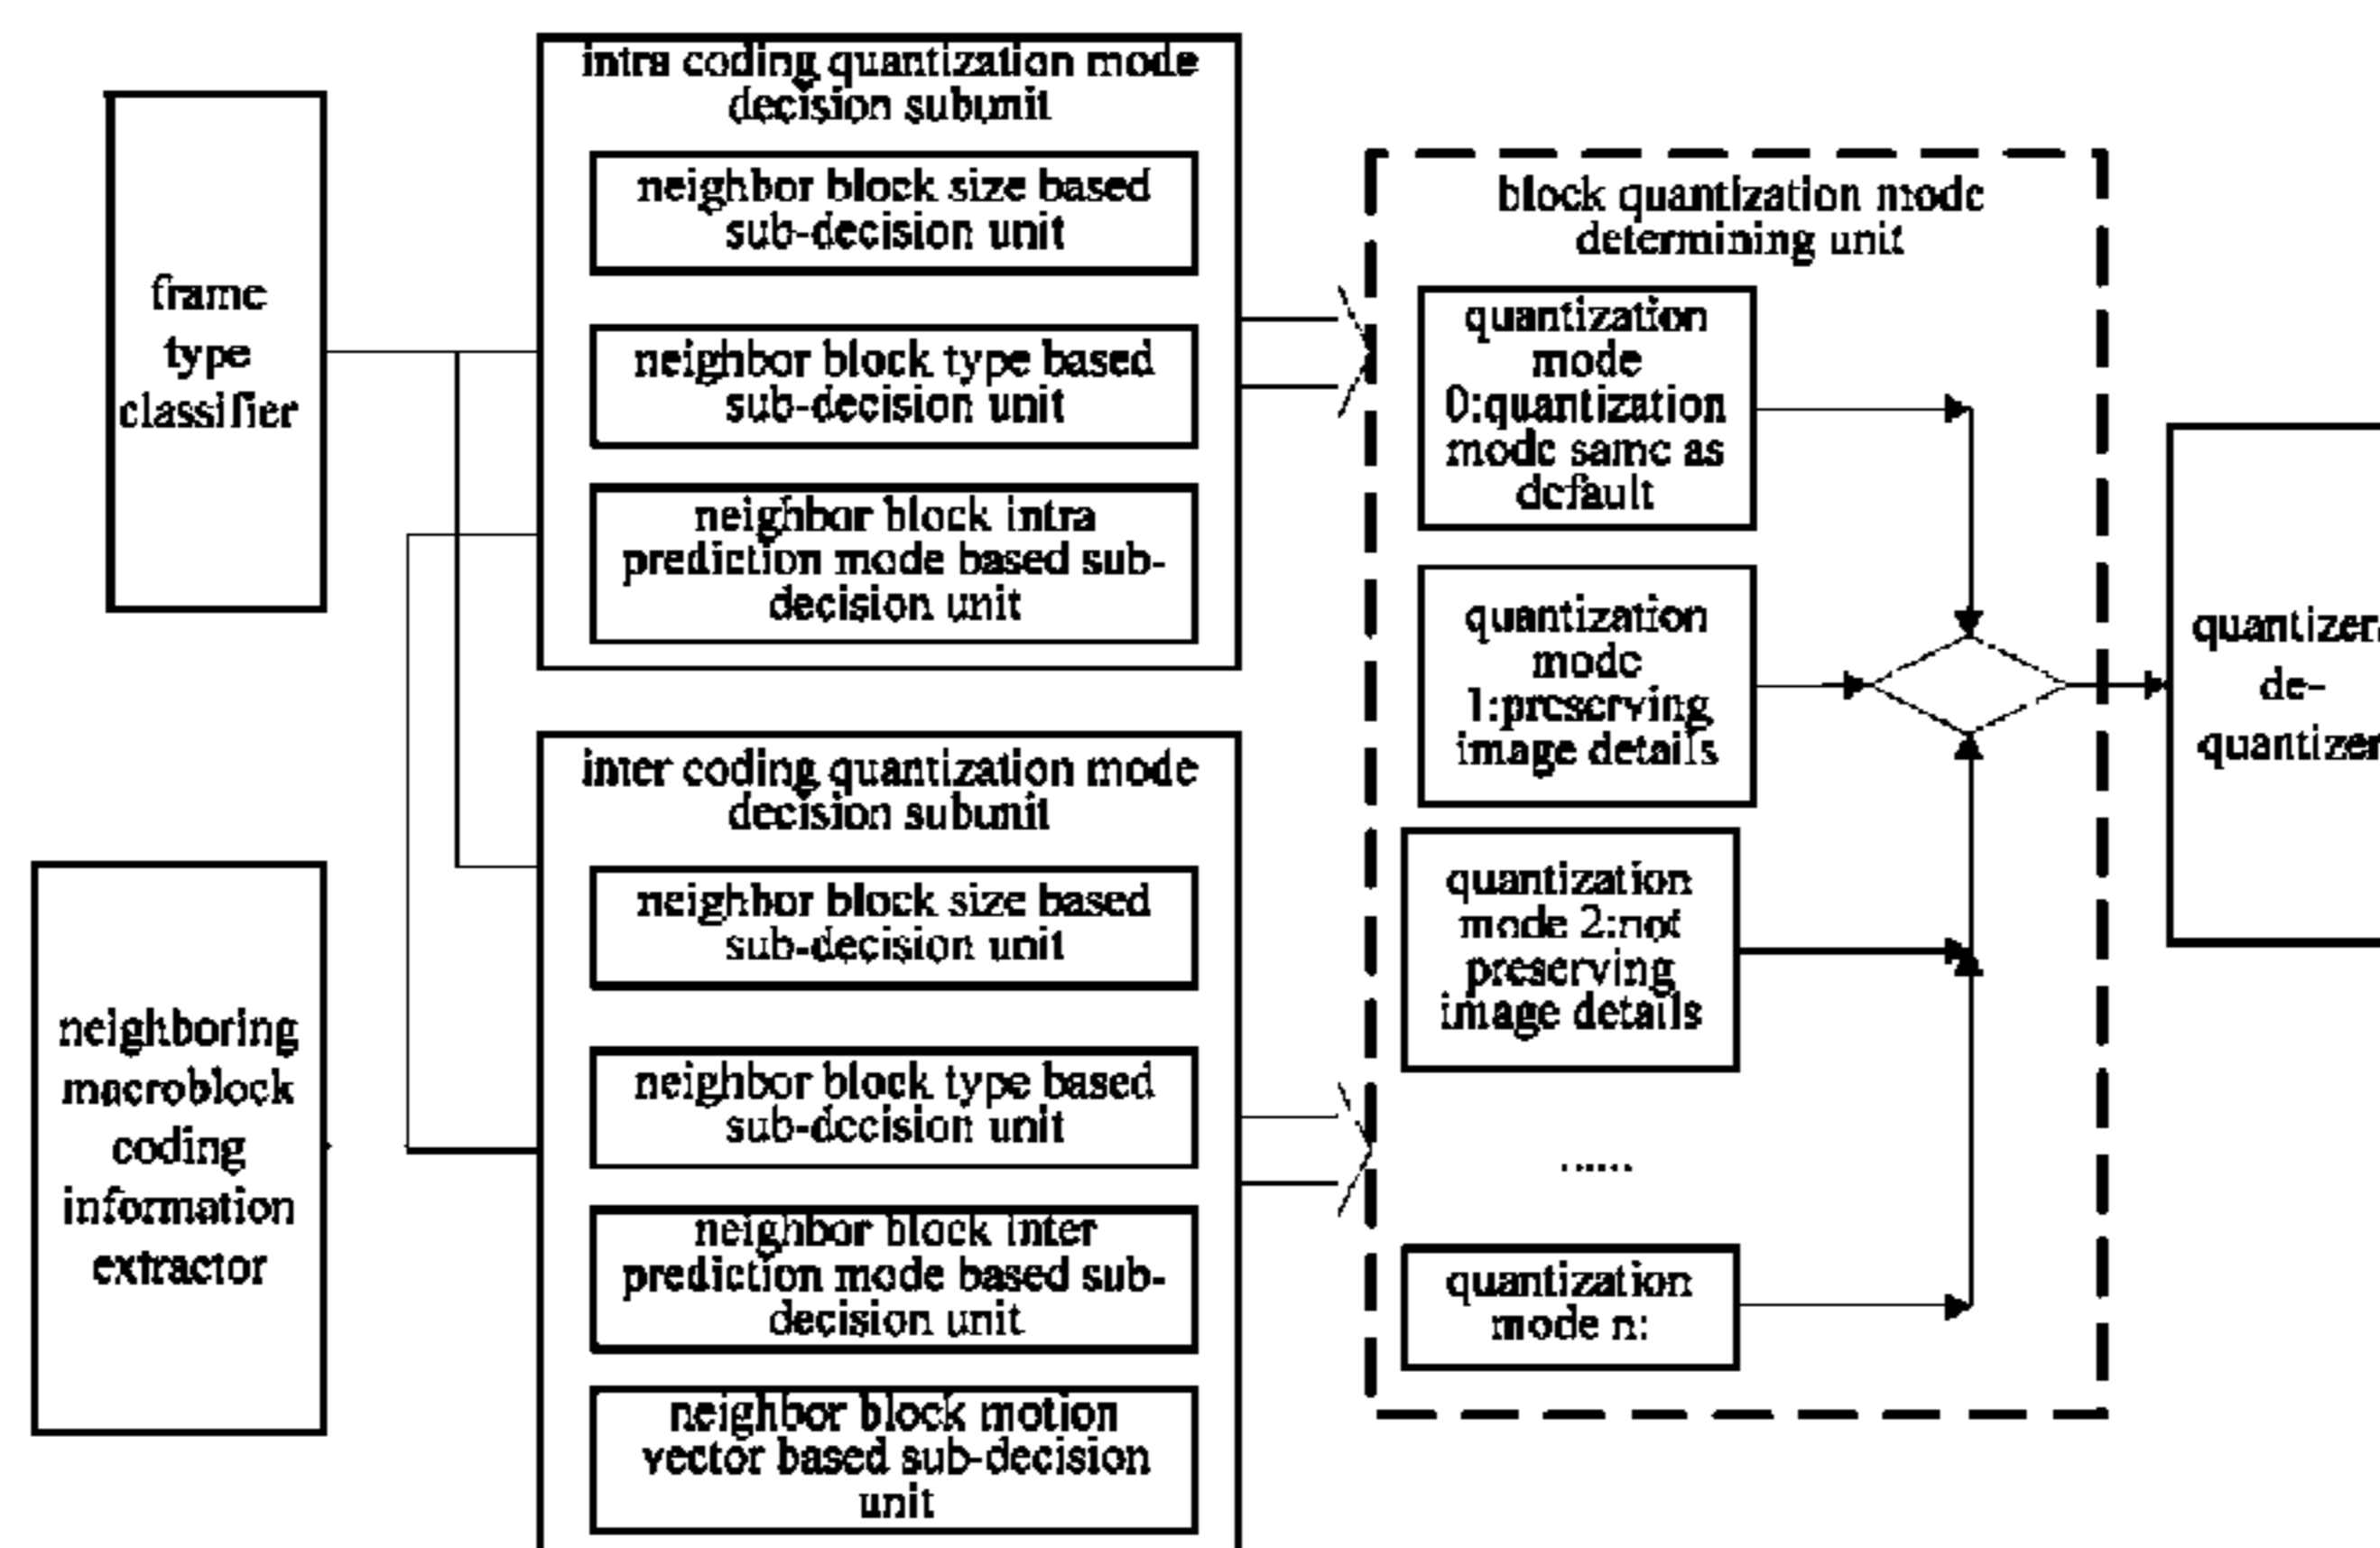 frame
type
classifier
neighboring
macroblock
coding
information
extractor
intra coding quantization mode
decision subunit
neighbor block size based
sub-decision unit
neighbor block type based
sub-decision unit
neighbor block intra
prediction mode based sub-
decision unit
inter coding quantization mode
decision subunit
neighbor block size based
sub-decision unit
neighbor block type based
sub-decision unit
neighbor block inter
prediction mode based sub-
decision unit
neighbor block motion
vector based sub-decision
unit
block quantization mode
determining unit
quantization
mode
0:quantization
mode same as
default
quantization
mode
1:preserving
image details
quantization
mode 2:not
preserving
image details
......
quantization
mode n:
quantizer
de-
quantizer